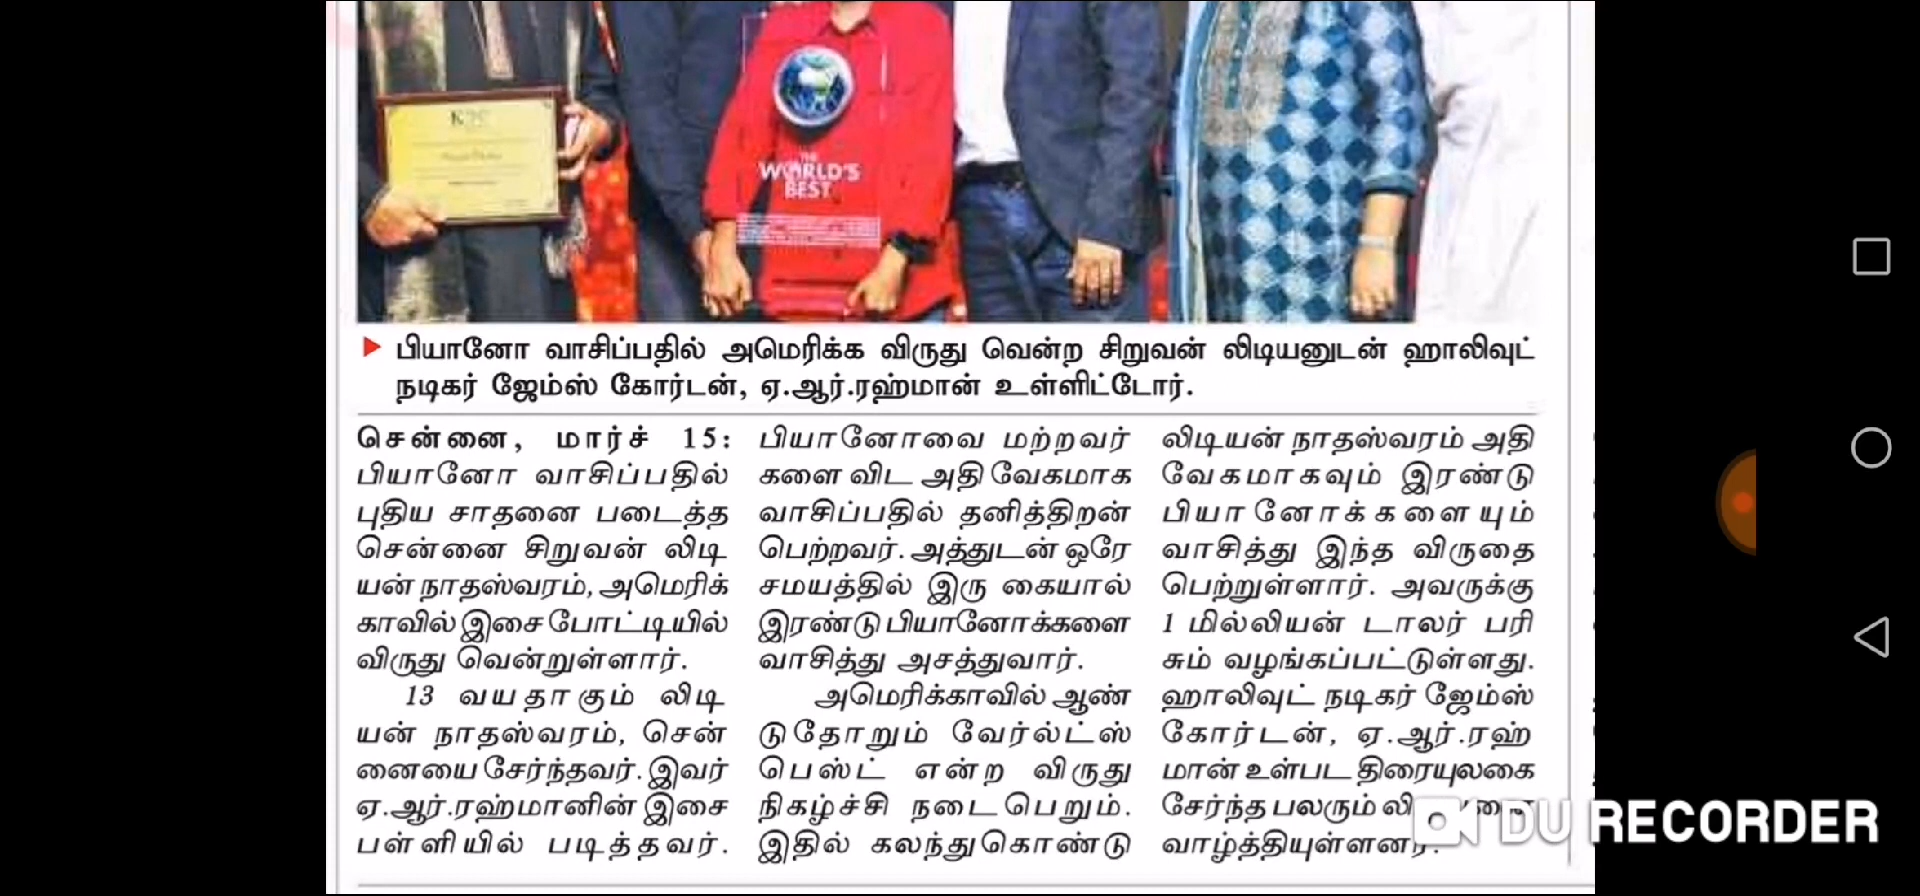 THE
WORLD'S
BEST
பியானோ வாசிப்பதில் அமெரிக்க விருது வென்ற சிறுவன் லிடியனுடன் ஹாலிவுட்
நடிகர் ஜேம்ஸ் கோர்டன், ஏ.ஆர்.ரஹ்மான் உள்ளிட்டோர்.
சென்னை, மார்ச் 15:
பியானோ வாசிப்பதில்
புதிய சாதனை படைத்த
சென்னை சிறுவன் லிடி
யன் நாதஸ்வரம், அமெரிக்
காவில் இசை போட்டியில்
விருது வென்றுள்ளார்.
13 வயதாகும் லிடி
யன் நாதஸ்வரம், சென்
னையை சேர்ந்தவர். இவர்
ஏ.ஆர்.ரஹ்மானின் இசை
பள்ளியில் படித்தவர்.
பியானோவை மற்றவர்
களை விட அதி வேகமாக
வாசிப்பதில் தனித்திறன்
பெற்றவர். அத்துடன் ஒரே
சமயத்தில் இரு கையால்
இரண்டு பியானோக்களை
வாசித்து அசத்துவார்.
அமெரிக்காவில் ஆண்
டுதோறும் வேர்ல்ட்ஸ்
பெஸ்ட் என்ற விருது
நிகழ்ச்சி நடைபெறும்.
இதில் கலந்துகொண்டு
லிடியன் நாதஸ்வரம் அதி
வேகமாகவும் இரண்டு
பியானோக்களையும்
வாசித்து இந்த விருதை
பெற்றுள்ளார். அவருக்கு
1 மில்லியன் டாலர் பரி
சும் வழங்கப்பட்டுள்ளது.
ஹாலிவுட் நடிகர் ஜேம்ஸ்
கோர்டன், ஏ.ஆர்.ரஹ்
மான் உள்பட திரையுலகை
சேர்ந்த பலரும்
வாழ்த்தியுள்ளனர்.
DU RECORDER